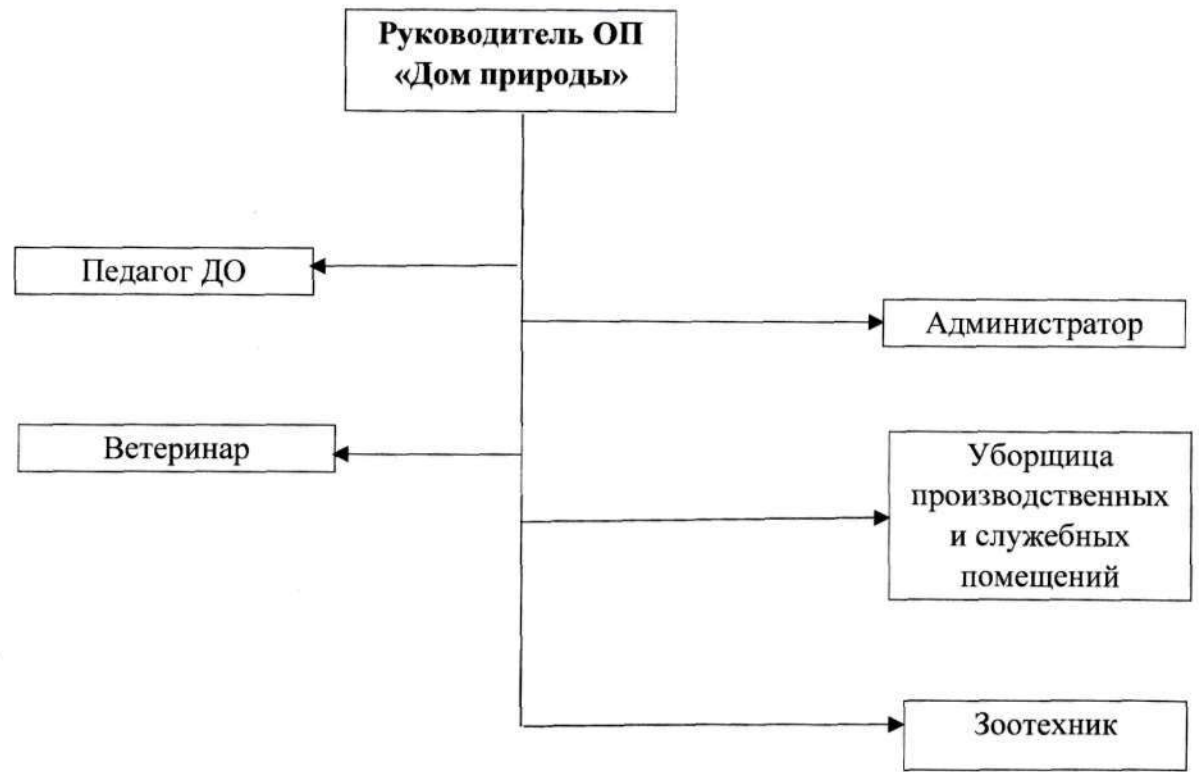 Руководитель ОП
«Дом природы»
Педагог ДО
Администратор
Ветеринар
Уборщица
производственных
и служебных
помещений
Зоотехник